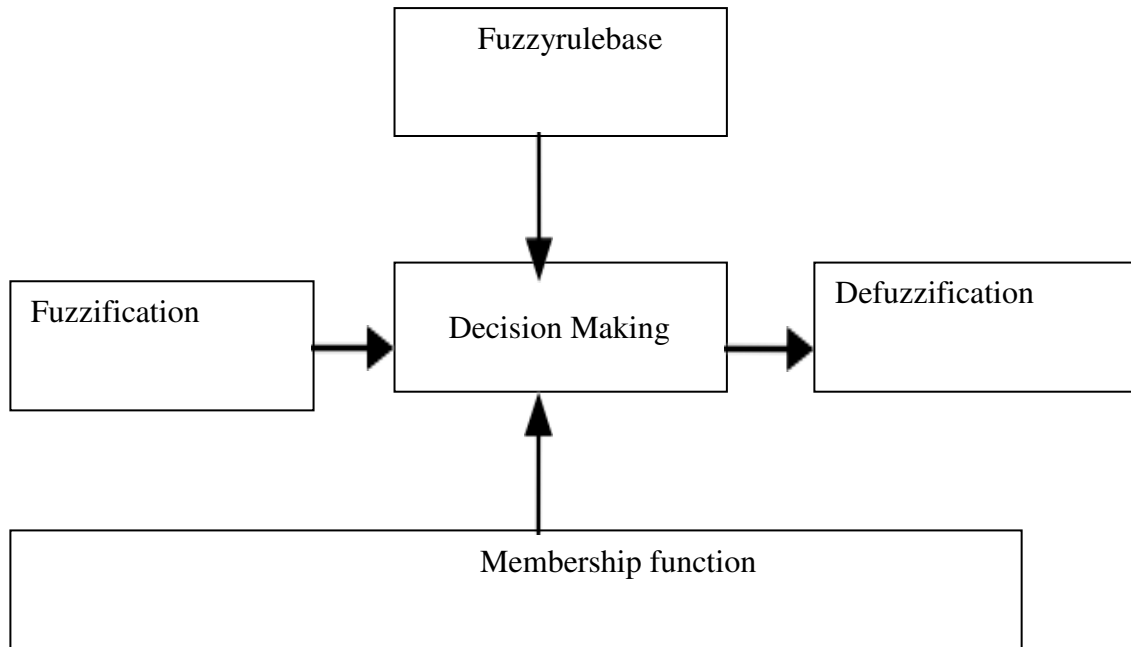 Fuzzyrulebase
Fuzzification
Decision Making
Defuzzification
Membership function